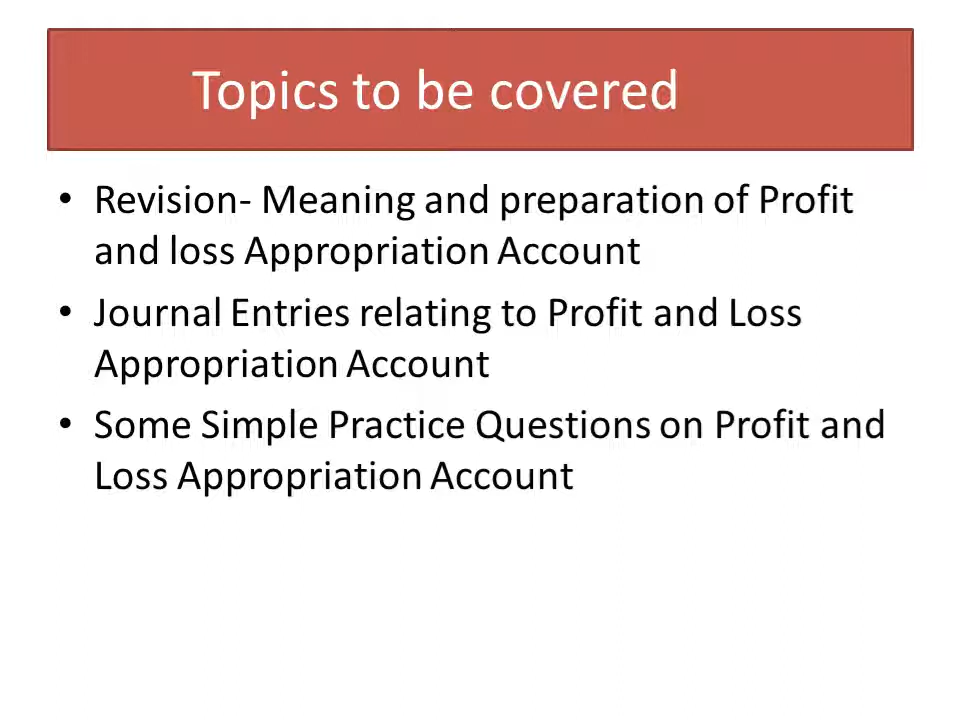 Topics to be covered
• Revision- Meaning and preparation of Profit
and loss Appropriation Account
• Journal Entries relating to Profit and Loss
Appropriation Account
• Some Simple Practice Questions on Profit and
Loss Appropriation Account